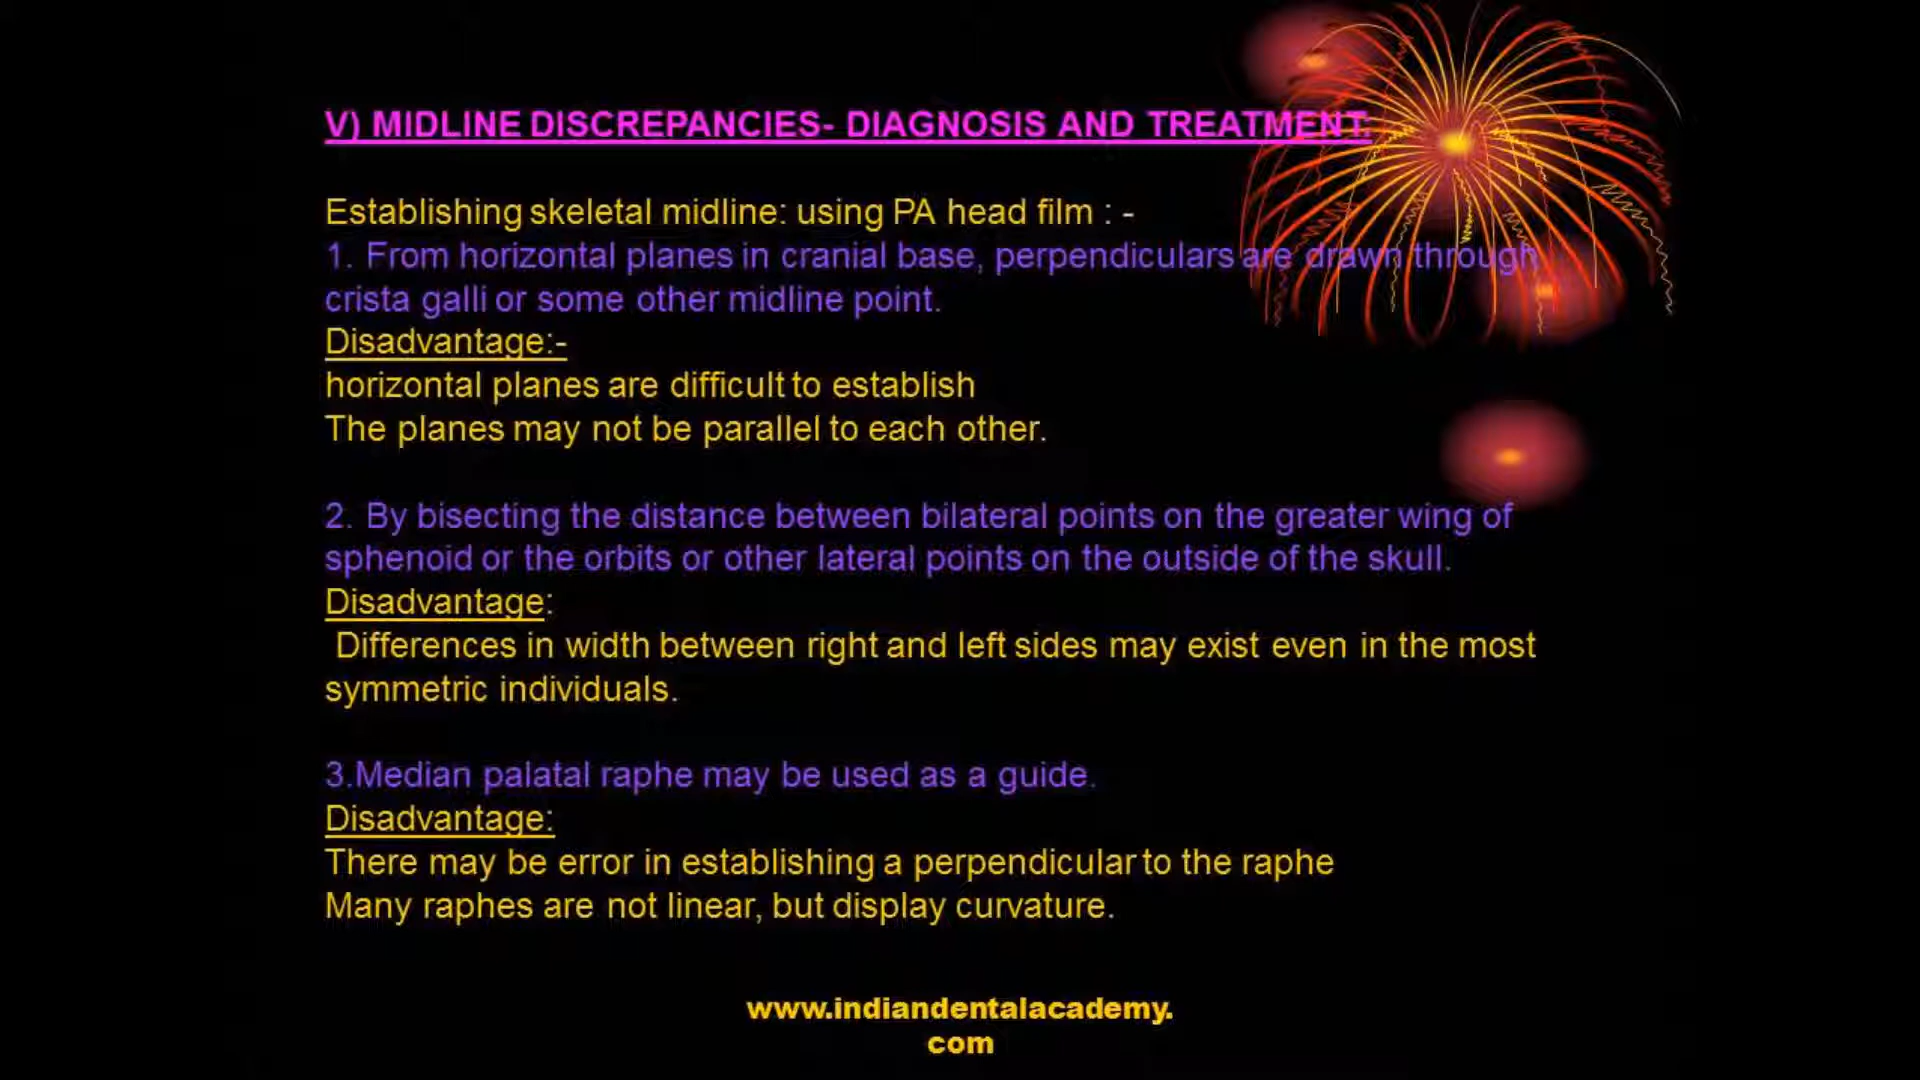 V) MIDLINE DISCREPANCIES- DIAGNOSIS AND TREATMENT.
Establishing skeletal midline: using PA head film : -
1. From horizontal planes in cranial base, perpendiculars are drawn through
crista galli or some other midline point.
Disadvantage:-
horizontal planes are difficult to establish
The planes may not be parallel to each other.
2. By bisecting the distance between bilateral points on the greater wing of
sphenoid or the orbits or other lateral points on the outside of the skull.
Disadvantage:
Differences in width between right and left sides may exist even in the most
symmetric individuals.
3.Median palatal raphe may be used as a guide.
Disadvantage:
There may be error in establishing a perpendicular to the raphe
Many raphes are not linear, but display curvature.
www.indiandentalacademy.
com